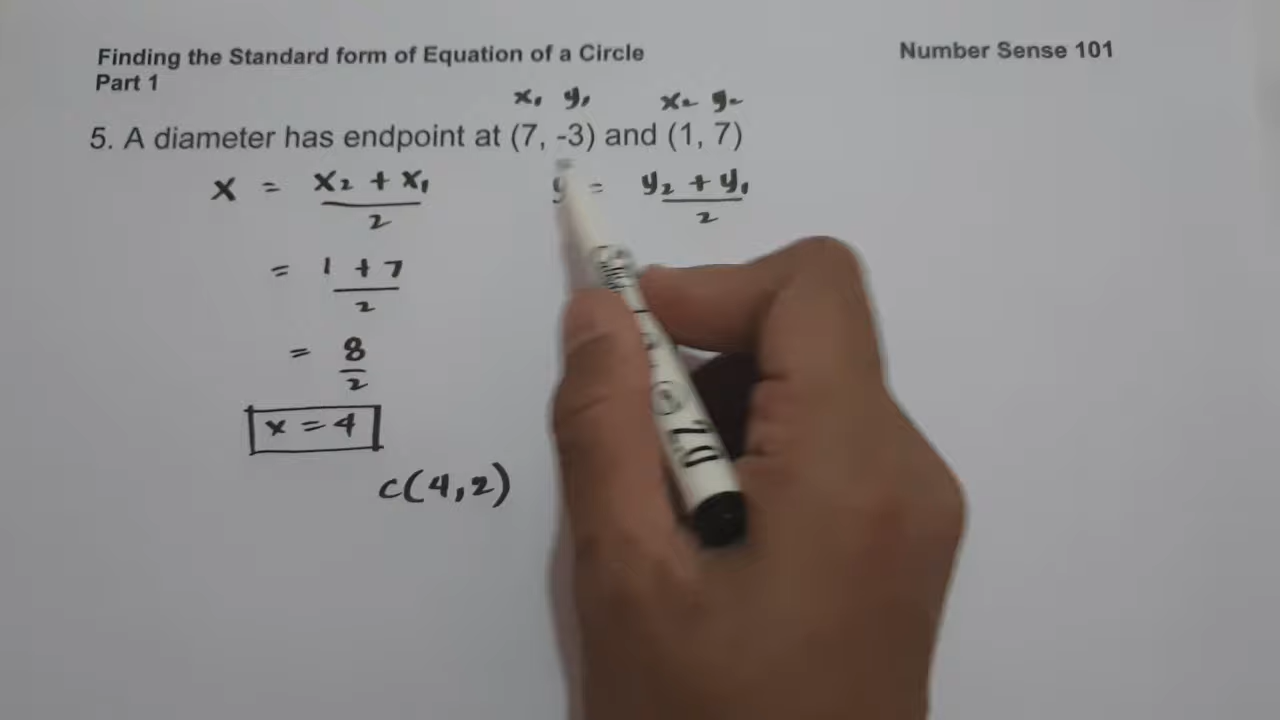 Finding the Standard form of Equation of a Circle
Number Sense 101
Part 1
x₁ y₁ x₂ y₂
5. A diameter has endpoint at (7, -3) and (1, 7)
x = x₂ + x₁ / 2
y = y₂ + y₁ / 2
= 1 + 7 / 2
= 8 / 2
x = 4
C(4,2)